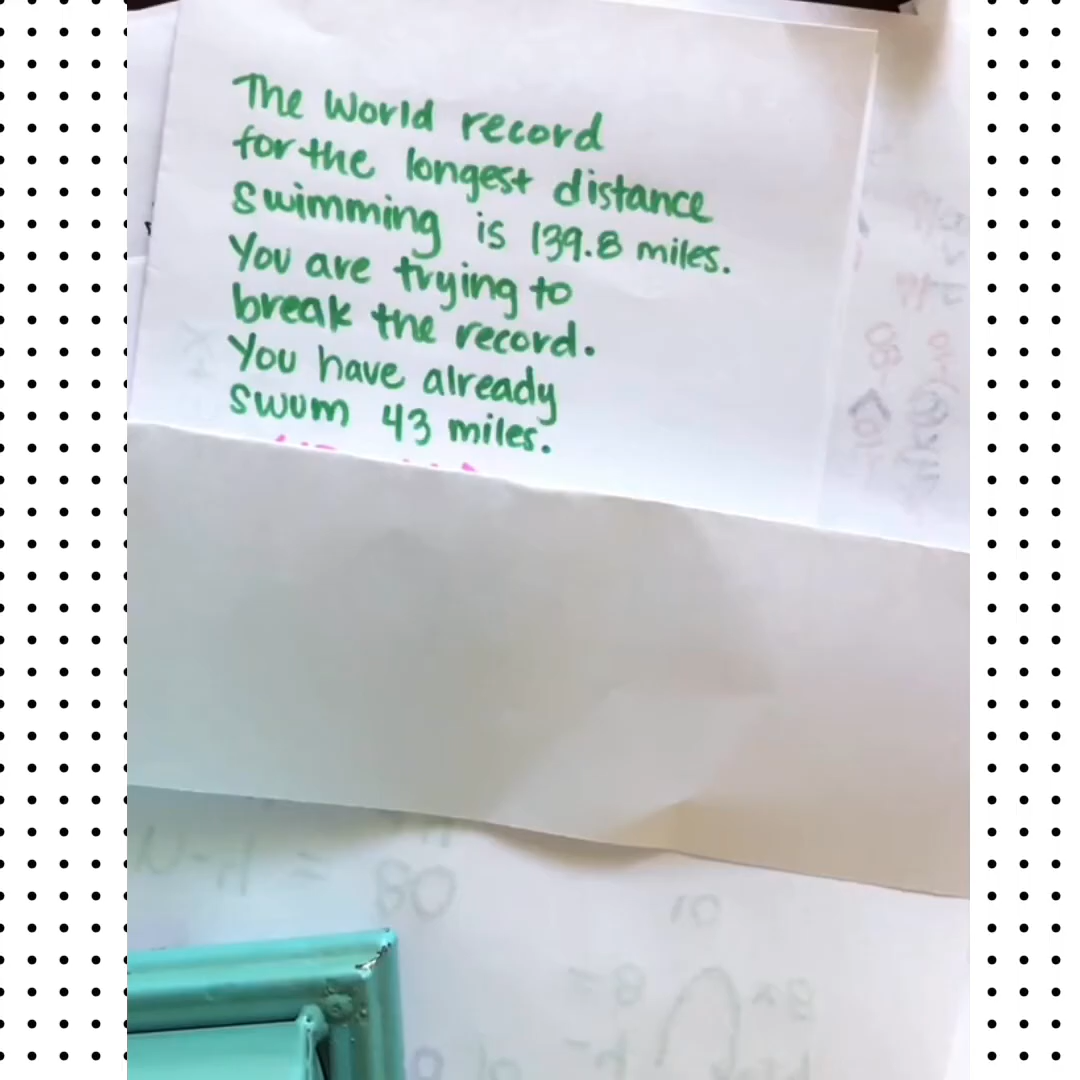 The World record
for the longest distance
swimming is 139.8 miles.
You are trying to
break the record.
You have already
swum 43 miles.
10